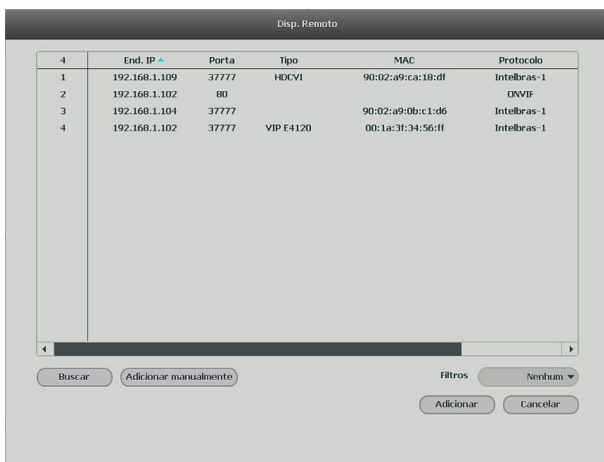 Disp. Remoto
4 End. IP Porta Tipo MAC Protocolo
1 192.168.1.109 37777 HDCVI 90:02:a9:ca:18:df Intelbras-1
2 192.168.1.102 80 ONVIF
3 192.168.1.104 37777 90:02:a9:0b:c1:d6 Intelbras-1
4 192.168.1.102 37777 VIP E4120 00:1a:3f:34:56:ff Intelbras-1
Buscar Adicionar manualmente Filtros Nenhum
Adicionar Cancelar